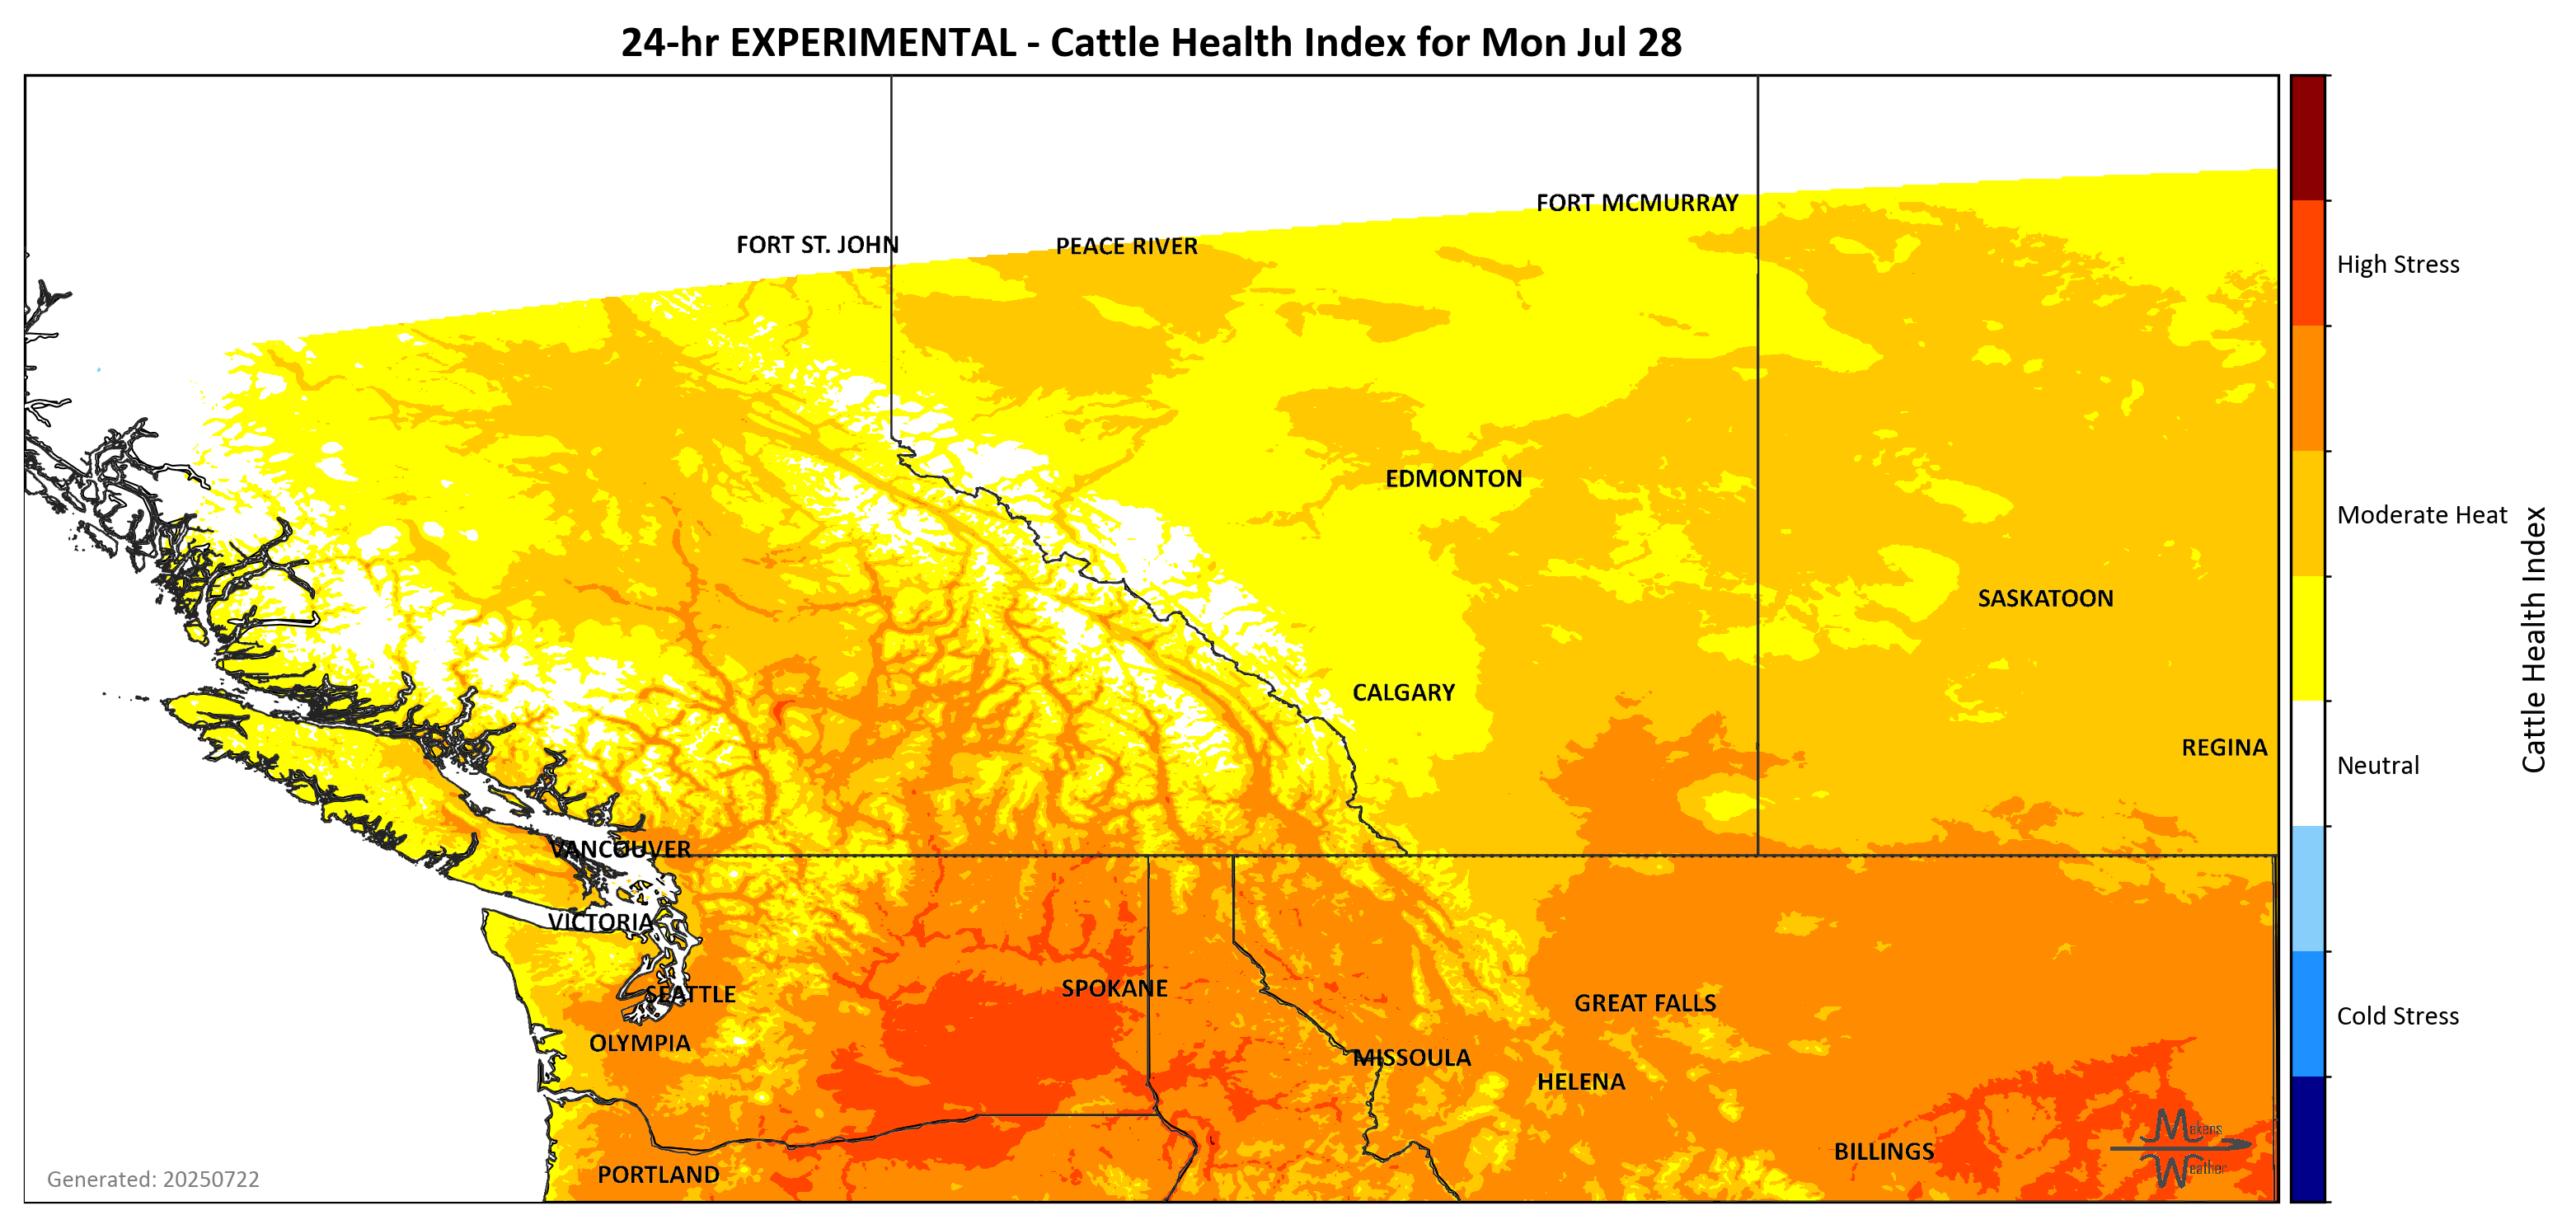 24-hr EXPERIMENTAL - Cattle Health Index for Mon Jul 28
FORT MCMURRAY
FORT ST. JOHN
PEACE RIVER
High Stress
EDMONTON
Moderate Heat
Cattle Health Index
SASKATOON
CALGARY
REGINA
Neutral
VANCOUVER
VICTORIA
SPOKANE
SEATTLE
GREAT FALLS
Cold Stress
OLYMPIA
MISSOULA
HELENA
Makens
BILLINGS
Weather
PORTLAND
Generated: 20250722